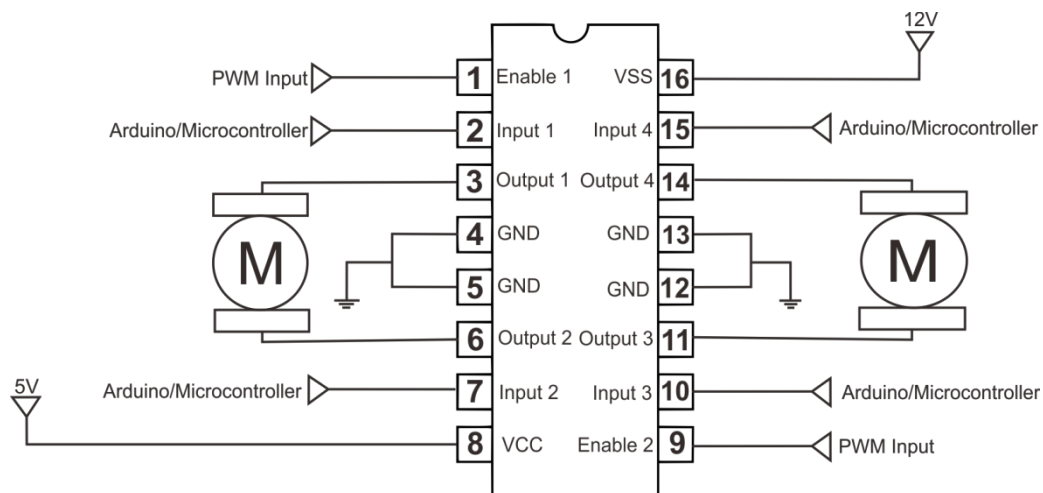 12V
PWM Input 1 Enable 1 VSS 16
Arduino/Microcontroller 2 Input 1 Input 4 15 Arduino/Microcontroller
3 Output 1 Output 4 14
4 GND GND 13
M M
5 GND GND 12
6 Output 2 Output 3 11
5V Arduino/Microcontroller 7 Input 2 Input 3 10 Arduino/Microcontroller
8 VCC Enable 2 9 PWM Input